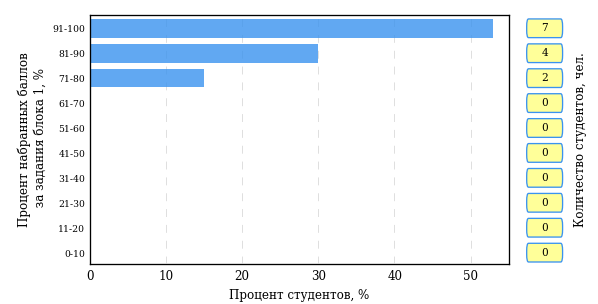 Процент набранных баллов
за задания блока 1, %
91-100 7
81-90 4
71-80 2
61-70 0
51-60 0
41-50 0
31-40 0
21-30 0
11-20 0
0-10 0
0 10 20 30 40 50
Процент студентов, %
Количество студентов, чел.